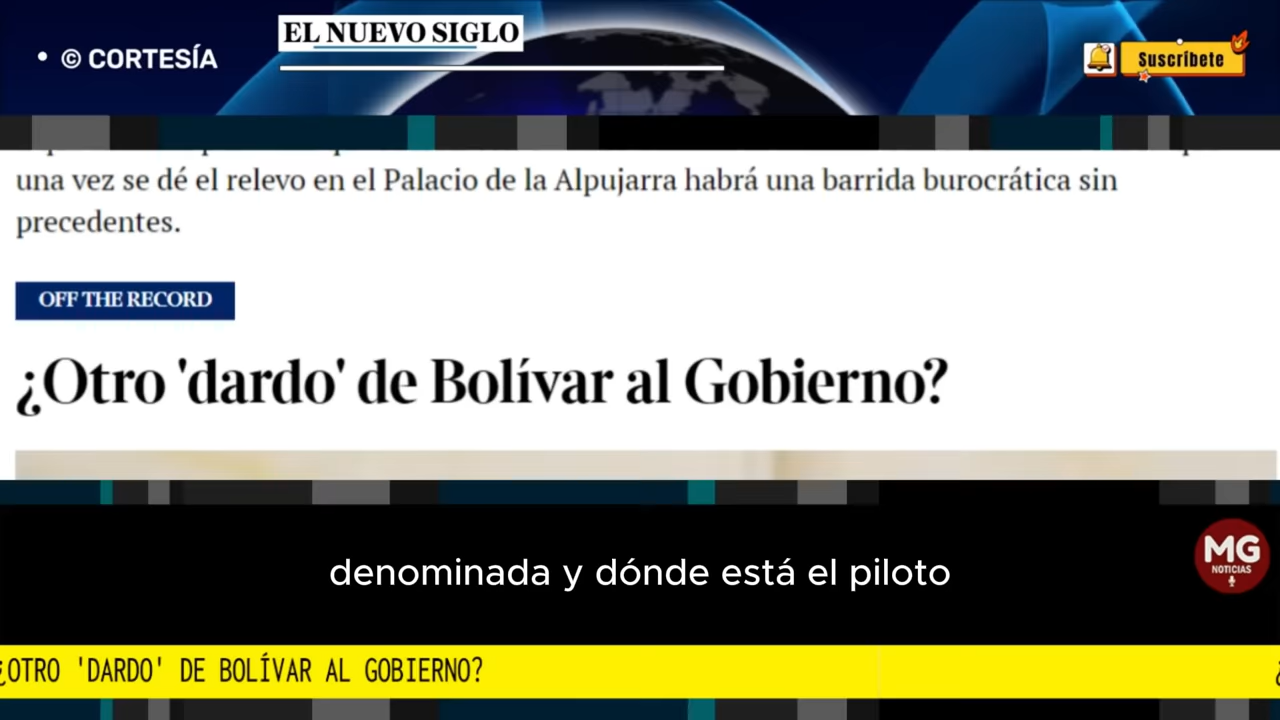 EL NUEVO SIGLO
• © CORTESÍA
Suscríbete
una vez se dé el relevo en el Palacio de la Alpujarra habrá una barrida burocrática sin
precedentes.
OFF THE RECORD
¿Otro 'dardo' de Bolívar al Gobierno?
denominada y dónde está el piloto
MG
NOTICIAS
¿OTRO 'DARDO' DE BOLÍVAR AL GOBIERNO?
¿